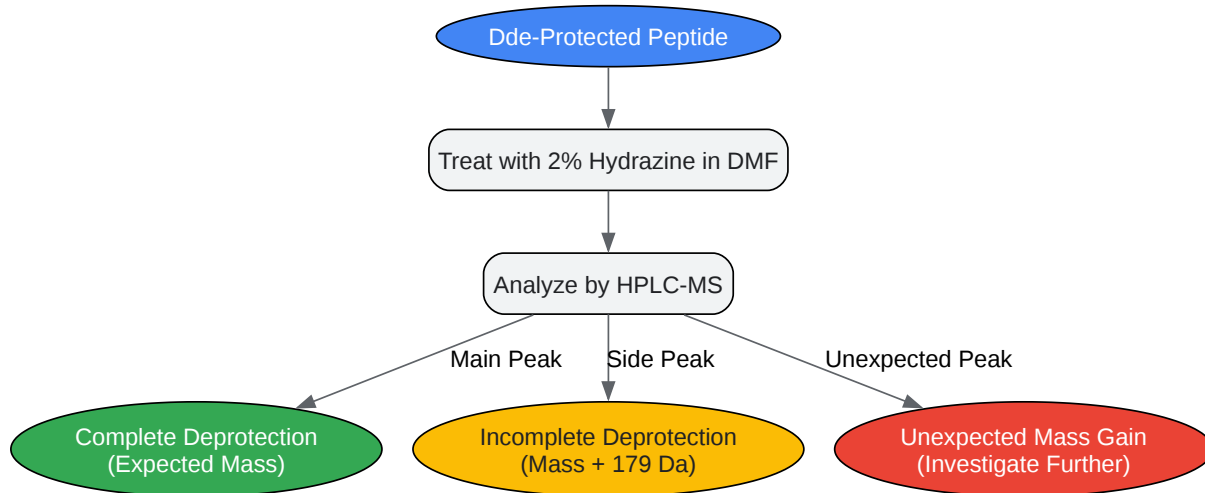 Dde-Protected Peptide
Treat with 2% Hydrazine in DMF
Analyze by HPLC-MS
Main Peak
Side Peak
Unexpected Peak
Complete Deprotection
(Expected Mass)
Incomplete Deprotection
(Mass + 179 Da)
Unexpected Mass Gain
(Investigate Further)